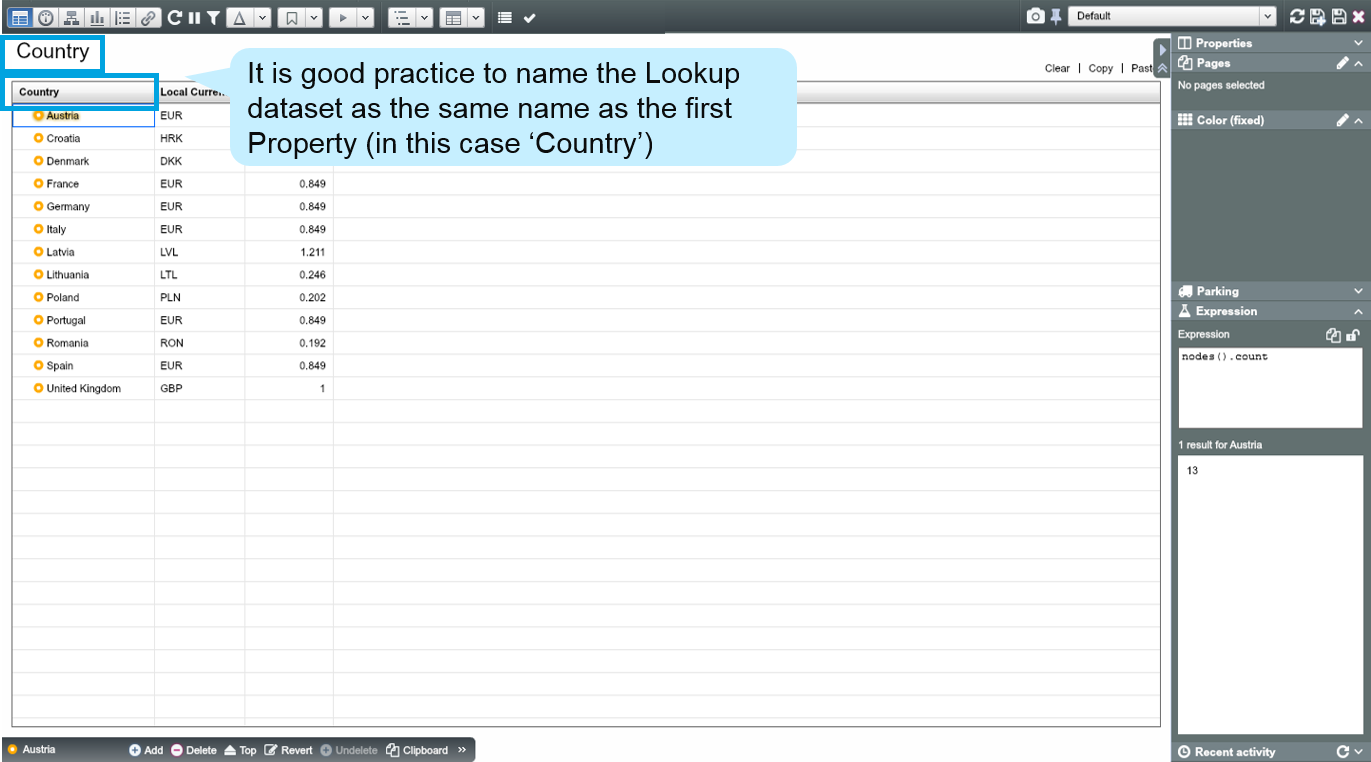 Default
Country
It is good practice to name the Lookup
dataset as the same name as the first
Property (in this case ‘Country’)
Clear | Copy | Past
Country Local Curren
Austria EUR
Croatia HRK
Denmark DKK
France EUR 0.849
Germany EUR 0.849
Italy EUR 0.849
Latvia LVL 1.211
Lithuania LTL 0.246
Poland PLN 0.202
Portugal EUR 0.849
Romania RON 0.192
Spain EUR 0.849
United Kingdom GBP 1
Properties
Pages
No pages selected
Color (fixed)
Parking
Expression
Expression
nodes().count
1 result for Austria
13
Recent activity
Austria Add Delete Top Revert Undelete Clipboard »